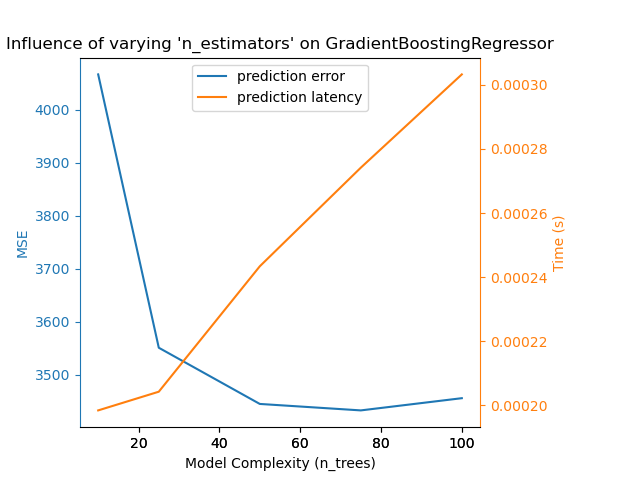 Influence of varying 'n_estimators' on GradientBoostingRegressor
prediction error
prediction latency
4000
3900
3800
3700
3600
3500
MSE
0.00030
0.00028
0.00026
0.00024
0.00022
0.00020
Time (s)
20 40 60 80 100
Model Complexity (n_trees)